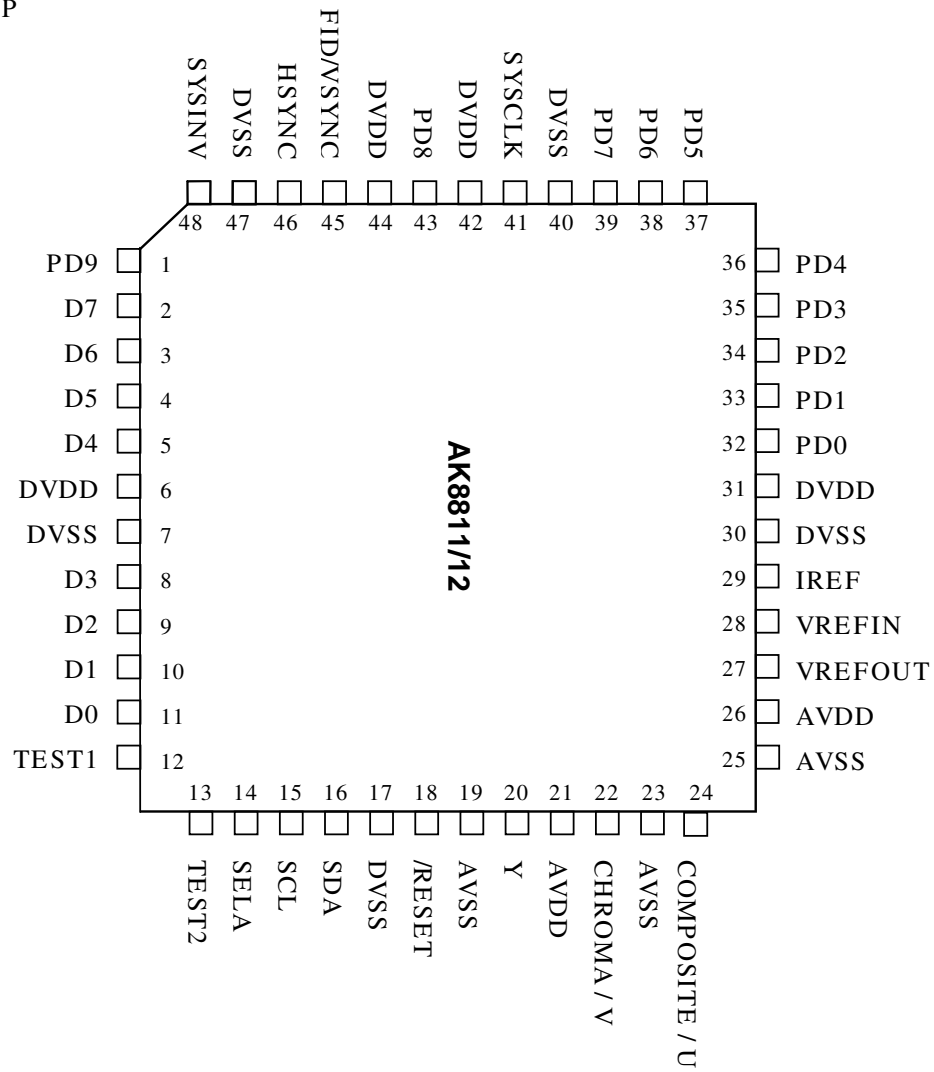 P
SYSINV
DVSS
HSYNC
FID/VSYNC
DVDD
PD8
DVDD
SYSCLK
DVSS
PD7
PD6
PD5
48 47 46 45 44 43 42 41 40 39 38 37
PD9 1
D7 2
D6 3
D5 4
D4 5
DVDD 6
DVSS 7
D3 8
D2 9
D1 10
D0 11
TEST1 12
AK8811/12
36 PD4
35 PD3
34 PD2
33 PD1
32 PD0
31 DVDD
30 DVSS
29 IREF
28 VREFIN
27 VREFOUT
26 AVDD
25 AVSS
13 14 15 16 17 18 19 20 21 22 23 24
TEST2
SELA
SCL
SDA
DVSS
/RESET
AVSS
Y
AVDD
CHROMA / V
AVSS
COMPOSITE / U